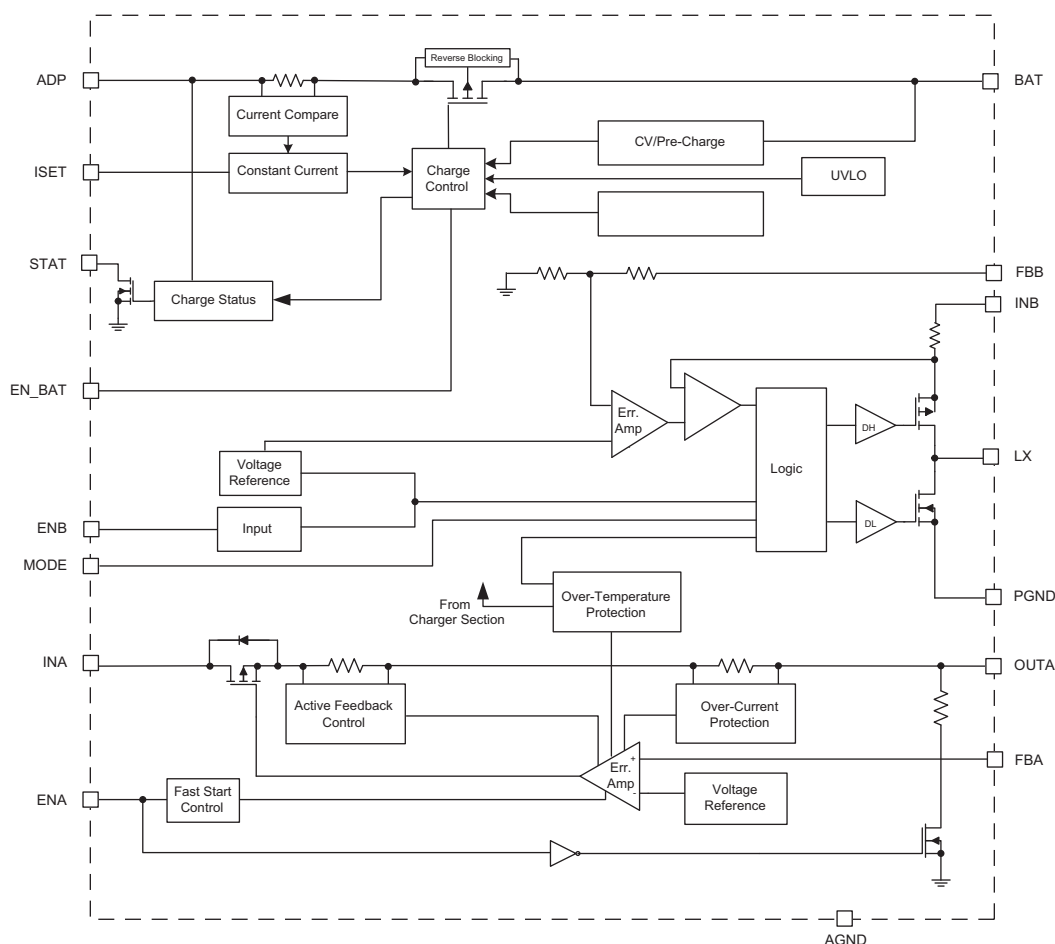 Reverse Blocking
ADP
BAT
Current Compare
CV/Pre-Charge
ISET
Constant Current
Charge
Control
UVLO
STAT
FBB
Charge Status
INB
EN_BAT
Err.
Amp
DH
Voltage
Reference
Logic
LX
ENB
Input
DL
MODE
From
Charger Section
Over-Temperature
Protection
PGND
INA
OUTA
Active Feedback
Control
Over-Current
Protection
Err.
Amp
+
-
FBA
ENA
Fast Start
Control
Voltage
Reference
AGND